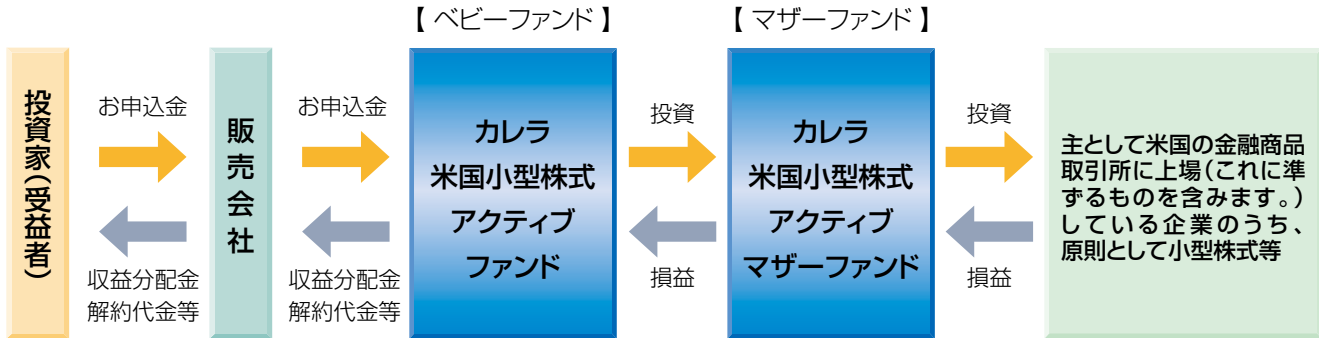 【 ベビーファンド 】
【 マザーファンド 】
投資家(受益者)
お申込金
収益分配金
解約代金等
販売会社
お申込金
収益分配金
解約代金等
カレラ
米国小型株式
アクティブ
ファンド
投資
損益
カレラ
米国小型株式
アクティブ
マザーファンド
投資
損益
主として米国の金融商品
取引所に上場(これに準
ずるものを含みます。)
している企業のうち、
原則として小型株式等